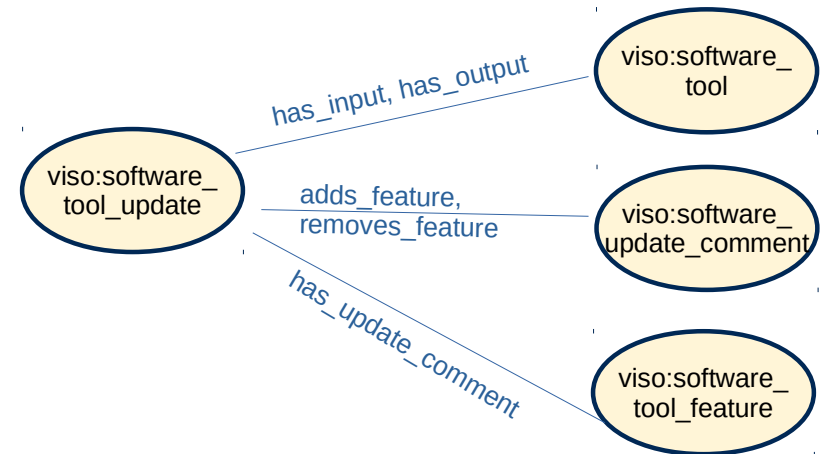 viso:software_
tool
has_input, has_output
viso:software_
tool_update
adds_feature,
removes_feature
viso:software_
update_comment
has_update_comment
viso:software_
tool_feature